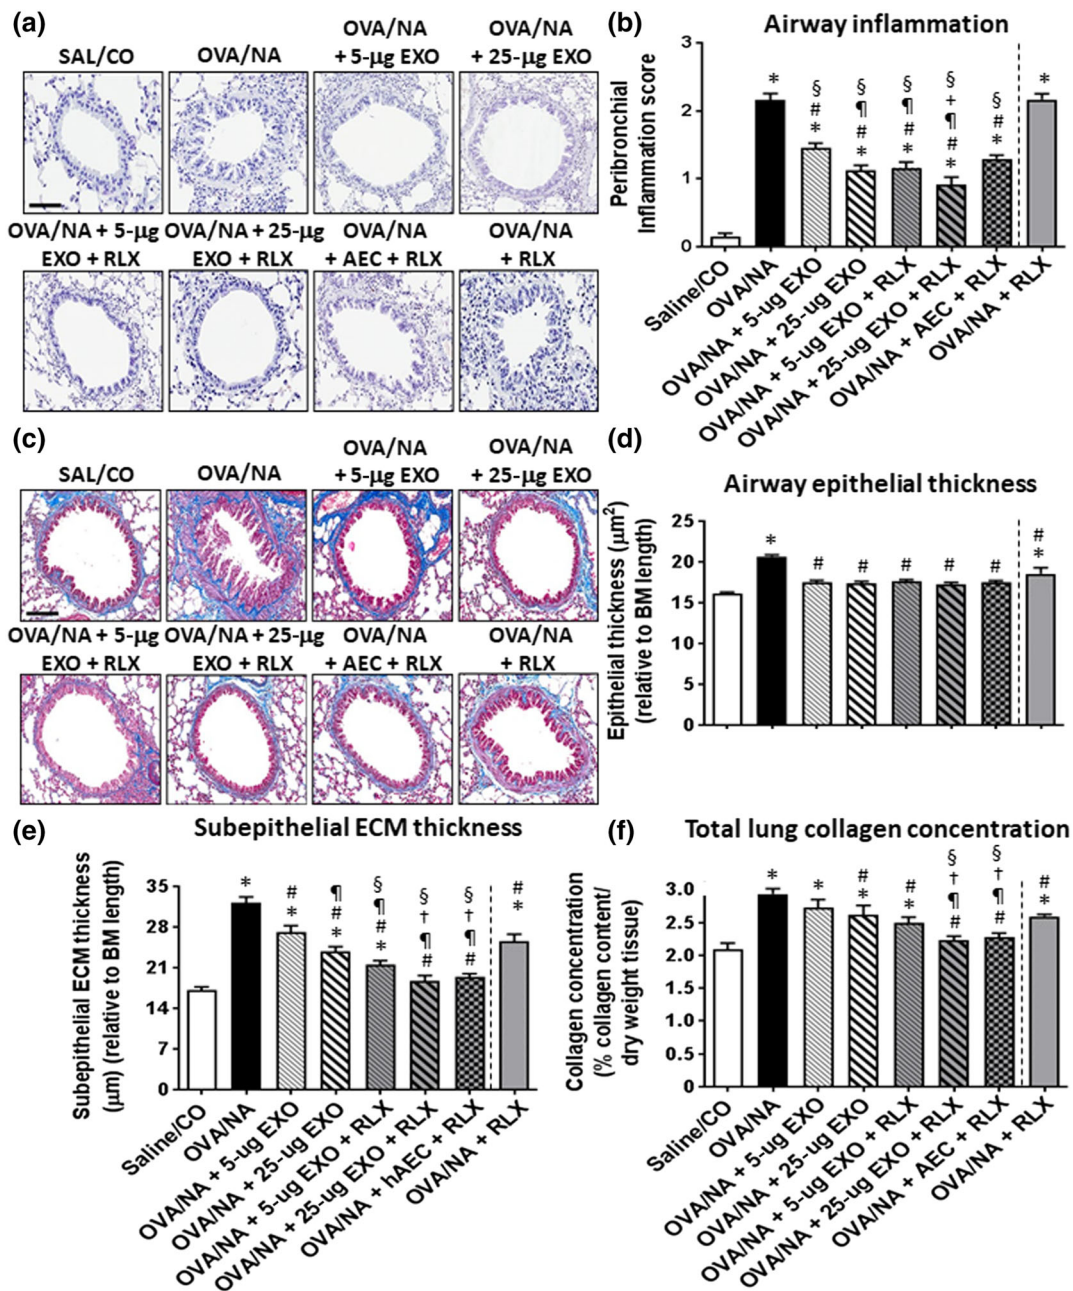 (a)
SAL/CO
OVA/NA
OVA/NA
+ 5-μg EXO
OVA/NA
+ 25-μg EXO
OVA/NA + 5-μg
EXO + RLX
OVA/NA + 25-μg
EXO + RLX
OVA/NA
+ AEC + RLX
OVA/NA
+ RLX
(b)
Airway inflammation
Peribronchial
Inflammation score
3
2
1
0
*
§
#
*
§
¶
#
*
§
¶
#
*
§
+
¶
#
*
§
#
*
*
Saline/CO
OVA/NA
OVA/NA + 5-ug EXO
OVA/NA + 25-ug EXO
OVA/NA + 5-ug EXO + RLX
OVA/NA + 25-ug EXO + RLX
OVA/NA + AEC + RLX
OVA/NA + RLX
(c)
SAL/CO
OVA/NA
OVA/NA
+ 5-μg EXO
OVA/NA
+ 25-μg EXO
OVA/NA + 5-μg
EXO + RLX
OVA/NA + 25-μg
EXO + RLX
OVA/NA
+ AEC + RLX
OVA/NA
+ RLX
(d)
Airway epithelial thickness
Epithelial thickness (μm²)
(relative to BM length)
25
20
15
10
5
0
*
#
#
#
#
#
#
*
(e)
Subepithelial ECM thickness
Subepithelial ECM thickness
(μm) (relative to BM length)
35
28
21
14
7
0
*
#
*
¶
#
*
§
¶
#
*
§
†
¶
#
§
†
¶
#
#
*
Saline/CO
OVA/NA
OVA/NA + 5-ug EXO
OVA/NA + 25-ug EXO
OVA/NA + 5-ug EXO + RLX
OVA/NA + 25-ug EXO + RLX
OVA/NA + hAEC + RLX
OVA/NA + RLX
(f)
Total lung collagen concentration
Collagen concentration
(% collagen content/
dry weight tissue)
3.0
2.5
2.0
1.5
1.0
0.5
0
*
*
#
*
#
*
§
†
¶
#
§
†
¶
#
#
*
Saline/CO
OVA/NA
OVA/NA + 5-ug EXO
OVA/NA + 25-ug EXO
OVA/NA + 5-ug EXO + RLX
OVA/NA + 25-ug EXO + RLX
OVA/NA + AEC + RLX
OVA/NA + RLX